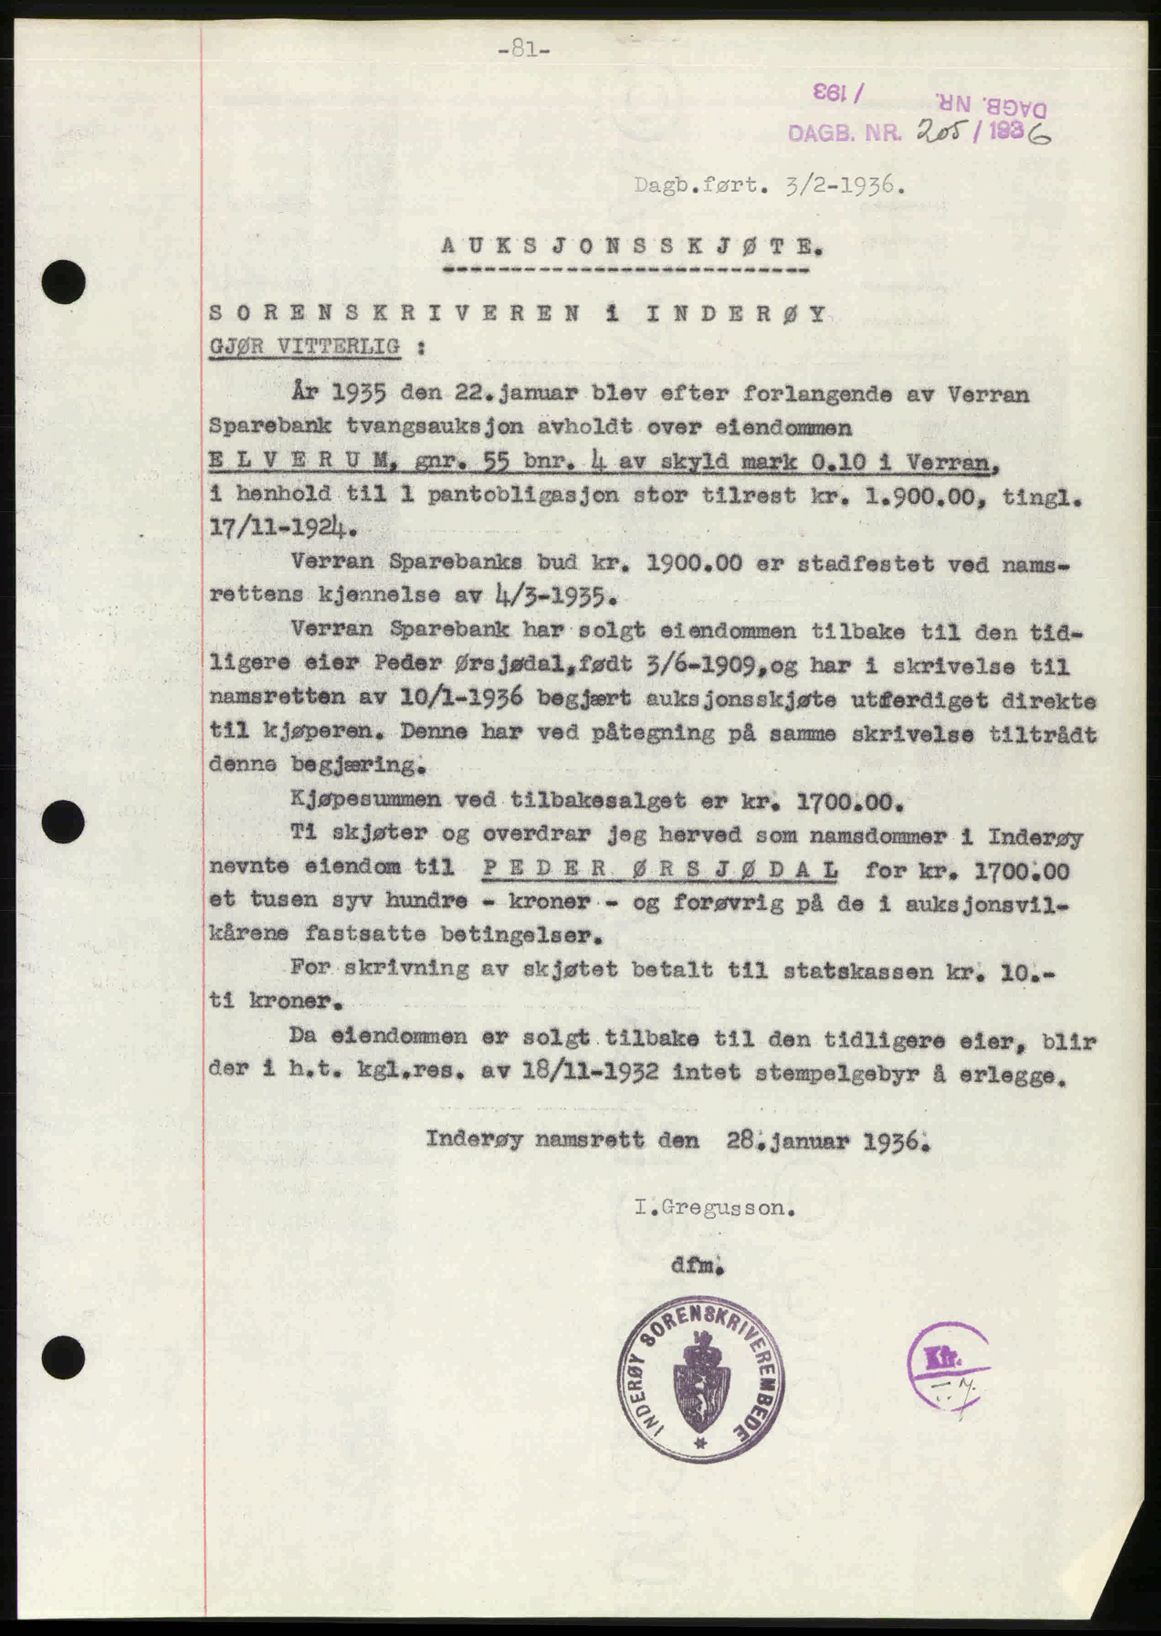 -81-
DAGB. NR. / 193
DAGB. NR. 205 / 1936
Dagb.ført. 3/2-1936.
A U K S J O N S S K J Ø T E.
S O R E N S K R I V E R E N i I N D E R Ø Y
GJØR VITTERLIG :
År 1935 den 22.januar blev efter forlangende av Verran
Sparebank tvangsauksjon avholdt over eiendommen
E L V E R U M, gnr. 55 bnr. 4 av skyld mark 0.10 i Verran,
i henhold til 1 pantobligasjon stor tilrest kr. 1.900.00, tingl.
17/11-1924.
Verran Sparebanks bud kr. 1900.00 er stadfestet ved nams-
rettens kjennelse av 4/3-1935.
Verran Sparebank har solgt eiendommen tilbake til den tid-
ligere eier Peder Ørsjødal,født 3/6-1909,og har i skrivelse til
namsretten av 10/1-1936 begjært auksjonsskjøte utferdiget direkte
til kjøperen. Denne har ved påtegning på samme skrivelse tiltrådt
denne begjæring.
Kjøpesummen ved tilbakesalget er kr. 1700.00.
Ti skjøter og overdrar jeg herved som namsdommer i Inderøy
nevnte eiendom til P E D E R Ø R S J Ø D A L for kr. 1700.00
et tusen syv hundre - kroner - og forøvrig på de i auksjonsvil-
kårene fastsatte betingelser.
For skrivning av skjøtet betalt til statskassen kr. 10.-
ti kroner.
Da eiendommen er solgt tilbake til den tidligere eier, blir
der i h.t. kgl.res. av 18/11-1932 intet stempelgebyr å erlegge.
Inderøy namsrett den 28.januar 1936.
I.Gregusson.
dfm.
INDERØY SORENSKRIVEREMBEDE
Kfr.